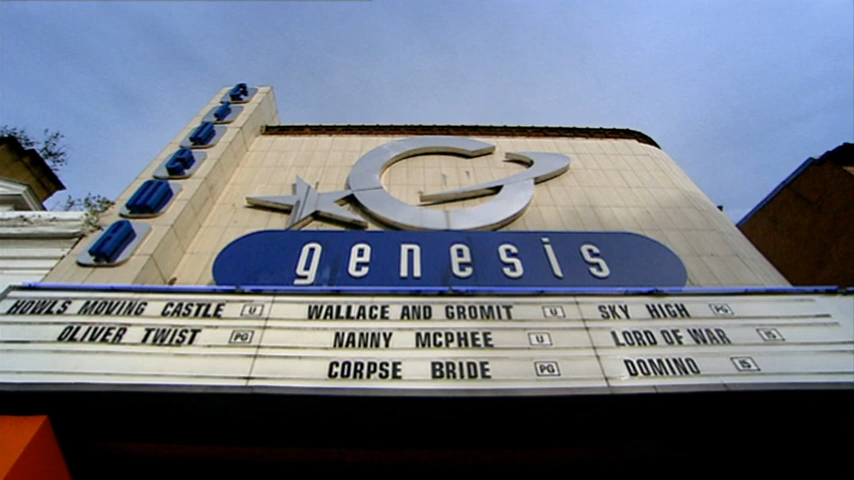 CINEMA
genesis
HOWLS MOVING CASTLE U WALLACE AND GROMIT U SKY HIGH PG
OLIVER TWIST PG NANNY MCPHEE U LORD OF WAR 15
CORPSE BRIDE PG DOMINO 15